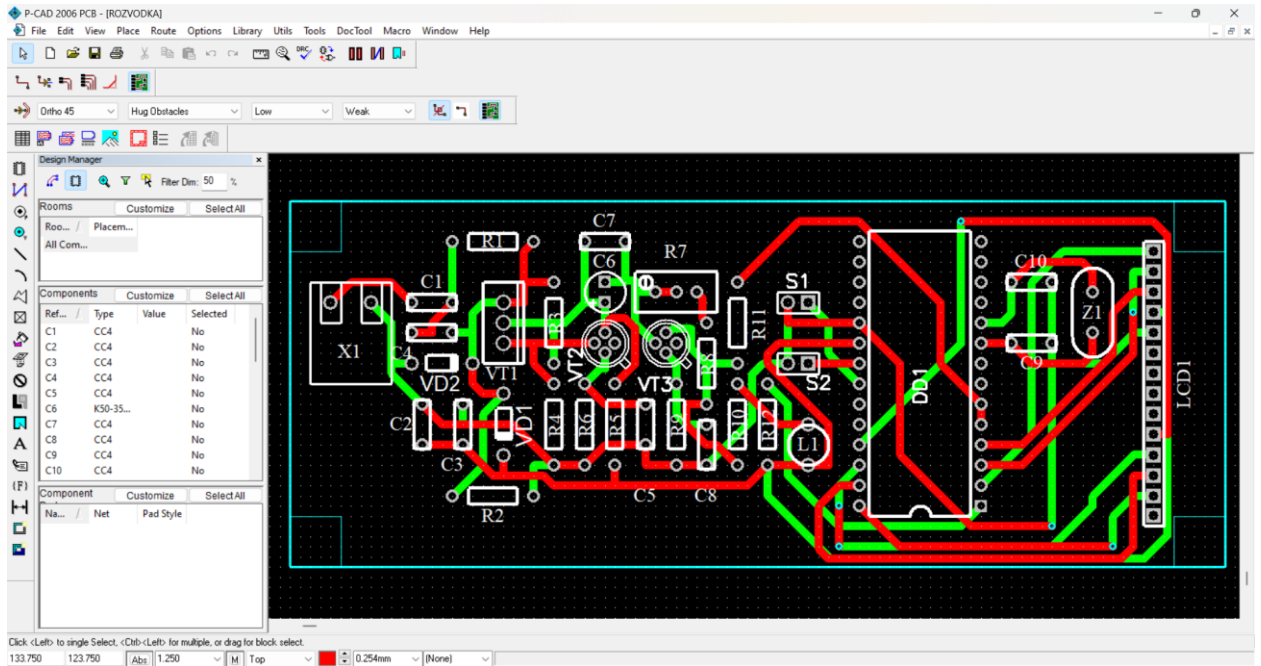 P-CAD 2006 PCB - [ROZVODKA]
File Edit View Place Route Options Library Utils Tools DocTool Macro Window Help
DRC
Ortho 45 Hug Obstacles Low Weak
Design Manager
Filter Dim: 50 %
Rooms Customize Select All
Roo... / Placem...
All Com...
Components Customize Select All
Ref... / Type Value Selected
C1 CC4 No
C2 CC4 No
C3 CC4 No
C4 CC4 No
C5 CC4 No
C6 K50-35... No
C7 CC4 No
C8 CC4 No
C9 CC4 No
C10 CC4 No
Component Customize Select All
Na... / Net Pad Style
A
(F)
C7
R1
R7
C6
C10
C1
S1
Z1
R3
R11
X1
C4
VT2
VD2
VT1
VT3
R8
S2
C9
DD1
LCD1
C2
VD1
R4
R6
R5
R9
R10
R12
L1
C3
C5
C8
R2
Click <Left> to single Select, <Ctrl><Left> for multiple, or drag for block select.
133.750 123.750 Abs 1.250 M Top 0.254mm (None)